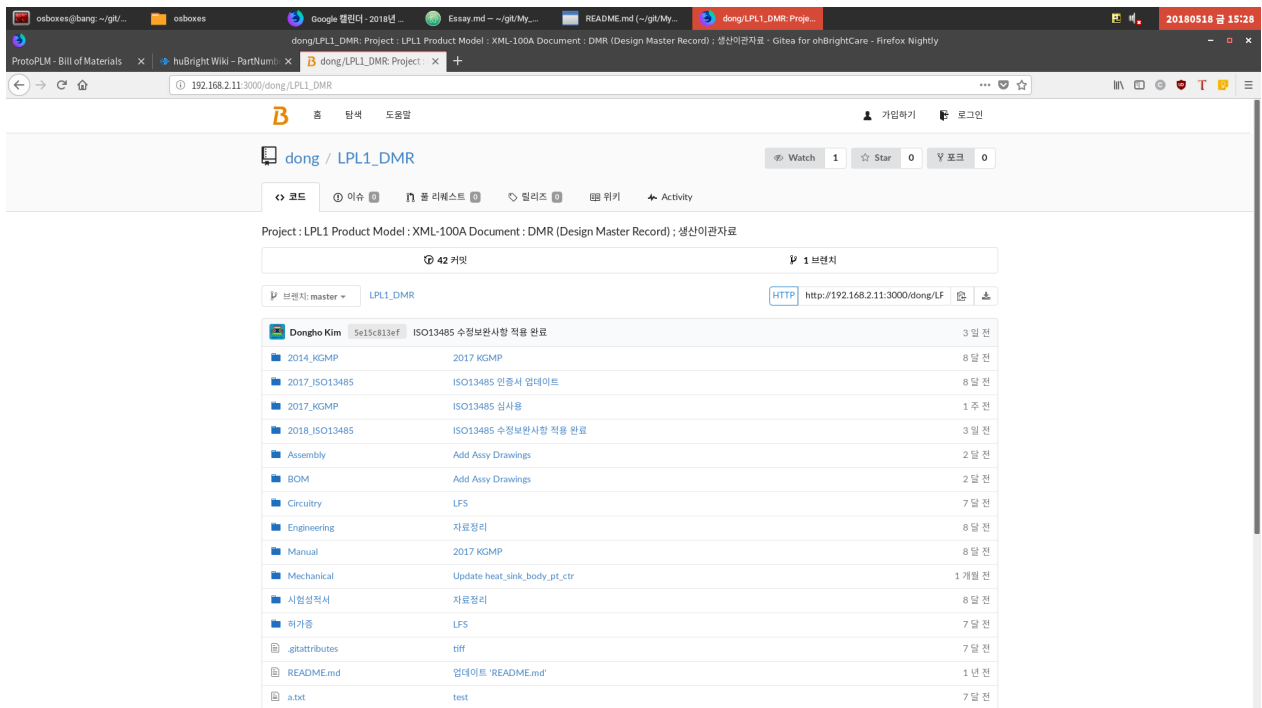 osboxes@bang: ~/git/... osboxes Google 캘린더 - 2018년 ... Essay.md — ~/git/My_... README.md (~/git/My... dong/LPL1_DMR: Proje... 20180518 금 15:28
dong/LPL1_DMR: Project : LPL1 Product Model : XML-100A Document : DMR (Design Master Record) ; 생산이관자료 - Gitea for ohBrightCare - Firefox Nightly
ProtoPLM - Bill of Materials huBright Wiki - PartNumb dong/LPL1_DMR: Project :
192.168.2.11:3000/dong/LPL1_DMR
홈 탐색 도움말 가입하기 로그인
dong / LPL1_DMR Watch 1 Star 0 포크 0
코드 이슈 0 풀 리퀘스트 0 릴리즈 0 위키 Activity
Project : LPL1 Product Model : XML-100A Document : DMR (Design Master Record) ; 생산이관자료
42 커밋 1 브렌치
브렌치: master LPL1_DMR HTTP http://192.168.2.11:3000/dong/LF
Dongho Kim 5e15c813ef ISO13485 수정보완사항 적용 완료 3 일 전
2014_KGMP 2017 KGMP 8 달 전
2017_ISO13485 ISO13485 인증서 업데이트 8 달 전
2017_KGMP ISO13485 심사용 1 주 전
2018_ISO13485 ISO13485 수정보완사항 적용 완료 3 일 전
Assembly Add Assy Drawings 2 달 전
BOM Add Assy Drawings 2 달 전
Circuitry LFS 7 달 전
Engineering 자료정리 8 달 전
Manual 2017 KGMP 8 달 전
Mechanical Update heat_sink_body_pt_ctr 1 개월 전
시험성적서 자료정리 8 달 전
허가증 LFS 7 달 전
.gitattributes tiff 7 달 전
README.md 업데이트 'README.md' 1 년 전
a.txt test 7 달 전